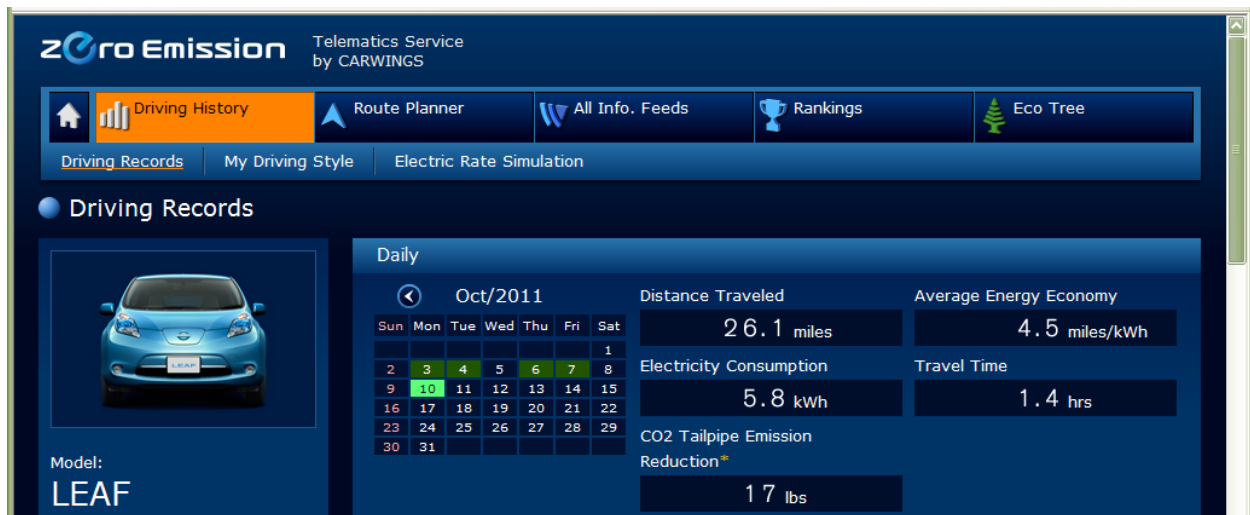 zero Emission
Telematics Service
by CARWINGS
Driving History
Route Planner
All Info. Feeds
Rankings
Eco Tree
Driving Records
My Driving Style
Electric Rate Simulation
Driving Records
LEAF
Model:
LEAF
Daily
Oct/2011
Sun Mon Tue Wed Thu Fri Sat
1
2 3 4 5 6 7 8
9 10 11 12 13 14 15
16 17 18 19 20 21 22
23 24 25 26 27 28 29
30 31
Distance Traveled
26.1 miles
Average Energy Economy
4.5 miles/kWh
Electricity Consumption
5.8 kWh
Travel Time
1.4 hrs
CO2 Tailpipe Emission
Reduction*
17 lbs